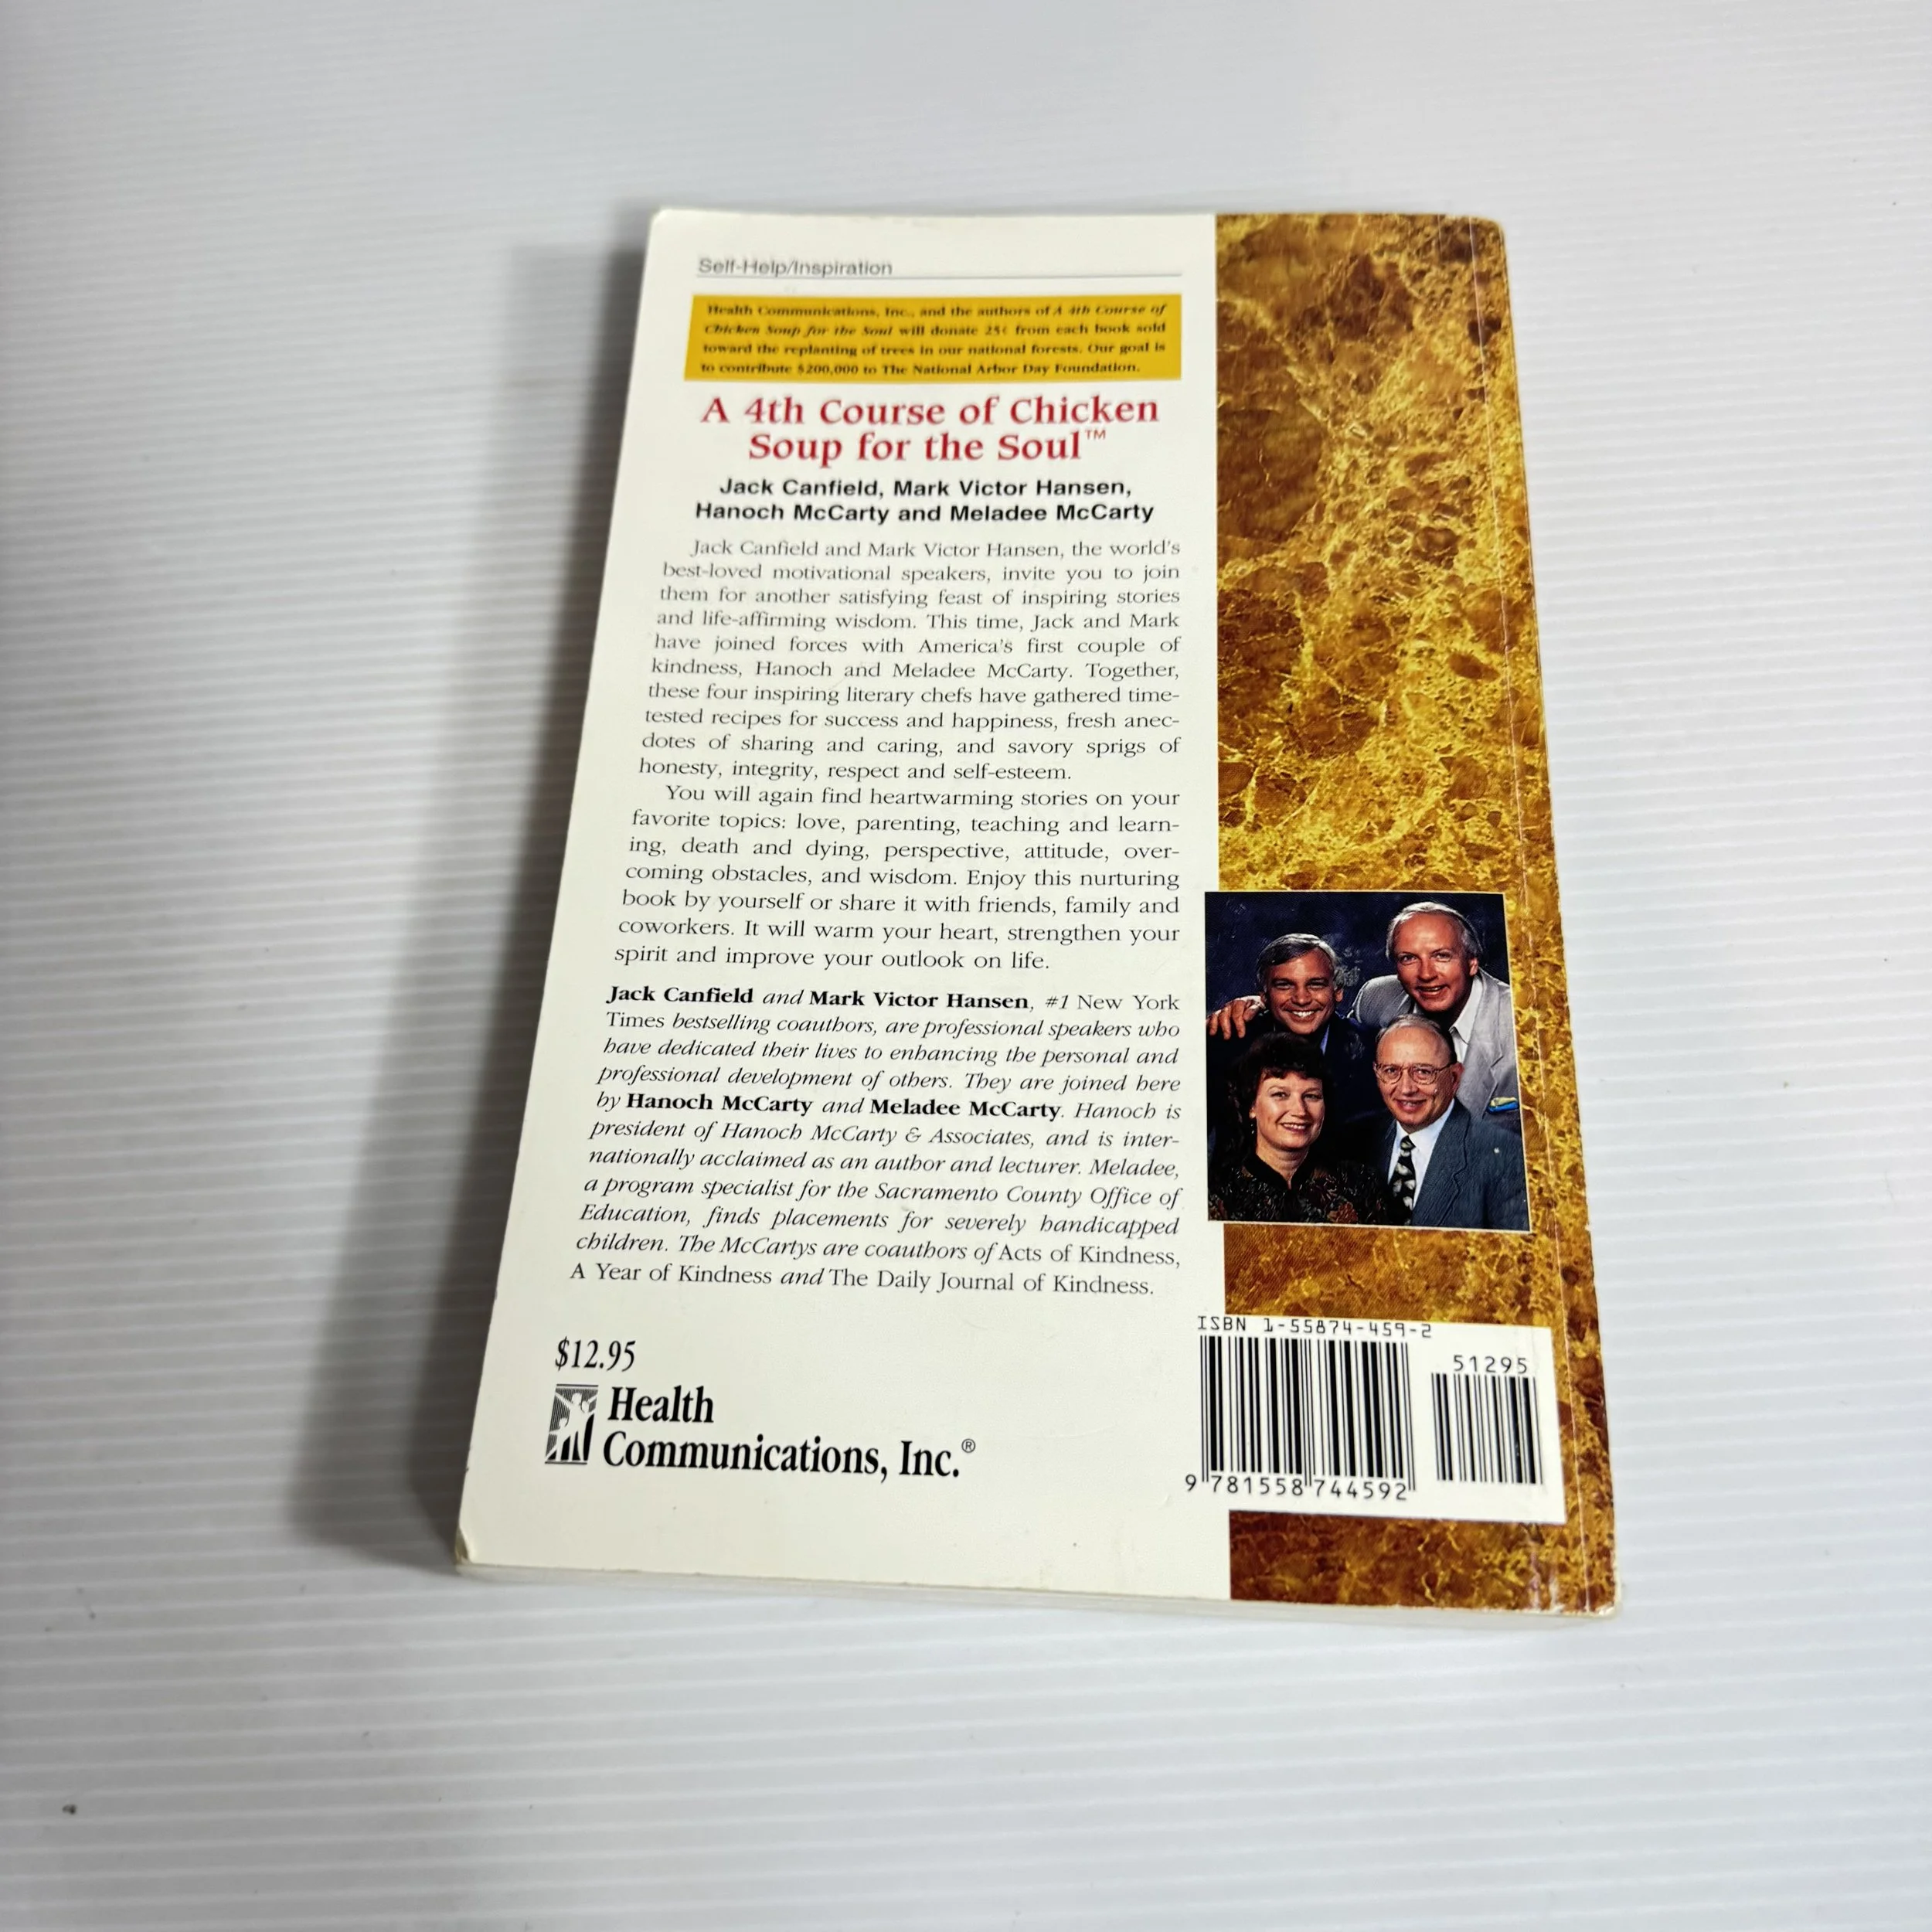 Self-Help/Inspiration
Health Communications, Inc., and the authors of A 4th Course of
Chicken Soup for the Soul will donate 25¢ from each book sold
toward the replanting of trees in our national forests. Our goal is
to contribute $200,000 to The National Arbor Day Foundation.
A 4th Course of Chicken
Soup for the Soul™
Jack Canfield, Mark Victor Hansen,
Hanoch McCarty and Meladee McCarty
Jack Canfield and Mark Victor Hansen, the world's
best-loved motivational speakers, invite you to join
them for another satisfying feast of inspiring stories
and life-affirming wisdom. This time, Jack and Mark
have joined forces with America's first couple of
kindness, Hanoch and Meladee McCarty. Together,
these four inspiring literary chefs have gathered time-
tested recipes for success and happiness, fresh anec-
dotes of sharing and caring, and savory sprigs of
honesty, integrity, respect and self-esteem.
You will again find heartwarming stories on your
favorite topics: love, parenting, teaching and learn-
ing, death and dying, perspective, attitude, over-
coming obstacles, and wisdom. Enjoy this nurturing
book by yourself or share it with friends, family and
coworkers. It will warm your heart, strengthen your
spirit and improve your outlook on life.
Jack Canfield and Mark Victor Hansen, #1 New York
Times bestselling coauthors, are professional speakers who
have dedicated their lives to enhancing the personal and
professional development of others. They are joined here
by Hanoch McCarty and Meladee McCarty. Hanoch is
president of Hanoch McCarty & Associates, and is inter-
nationally acclaimed as an author and lecturer. Meladee,
a program specialist for the Sacramento County Office of
Education, finds placements for severely handicapped
children. The McCartys are coauthors of Acts of Kindness,
A Year of Kindness and The Daily Journal of Kindness.
$12.95
Health
Communications, Inc.®
ISBN 1-55874-459-2
51295
9 781558 744592